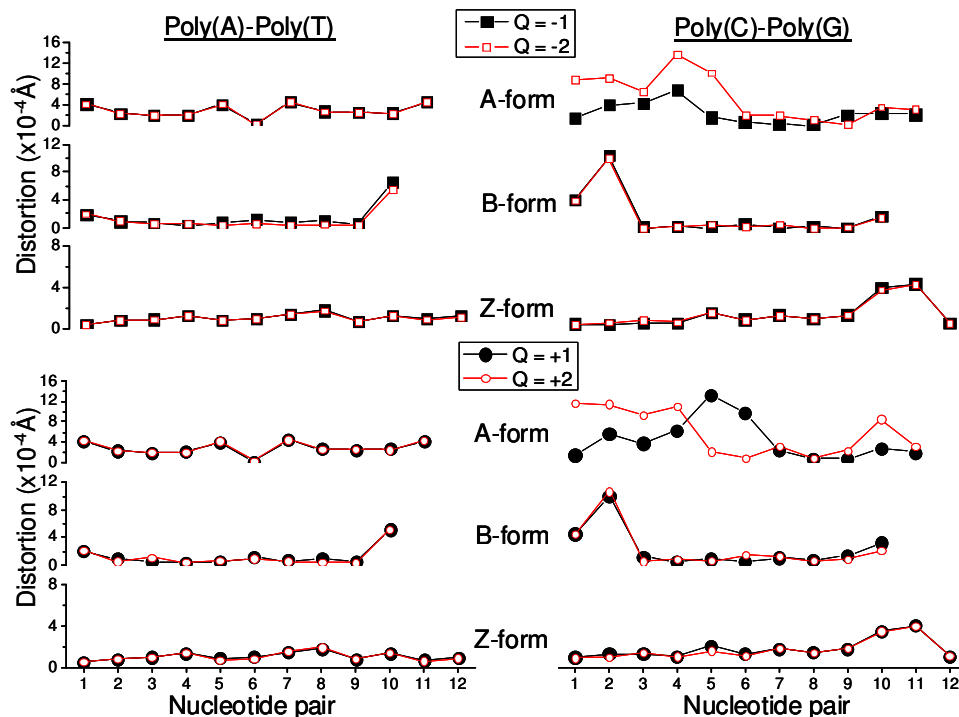 Poly(A)-Poly(T)
Q = -1
Q = -2
Poly(C)-Poly(G)
Distortion (x10⁻⁴Å)
16
12
8
4
0
A-form
12
8
4
0
B-form
8
4
0
Z-form
Q = +1
Q = +2
Distortion (x10⁻⁴Å)
16
12
8
4
0
A-form
12
8
4
0
B-form
8
4
0
Z-form
1 2 3 4 5 6 7 8 9 10 11 12
1 2 3 4 5 6 7 8 9 10 11 12
Nucleotide pair
Nucleotide pair